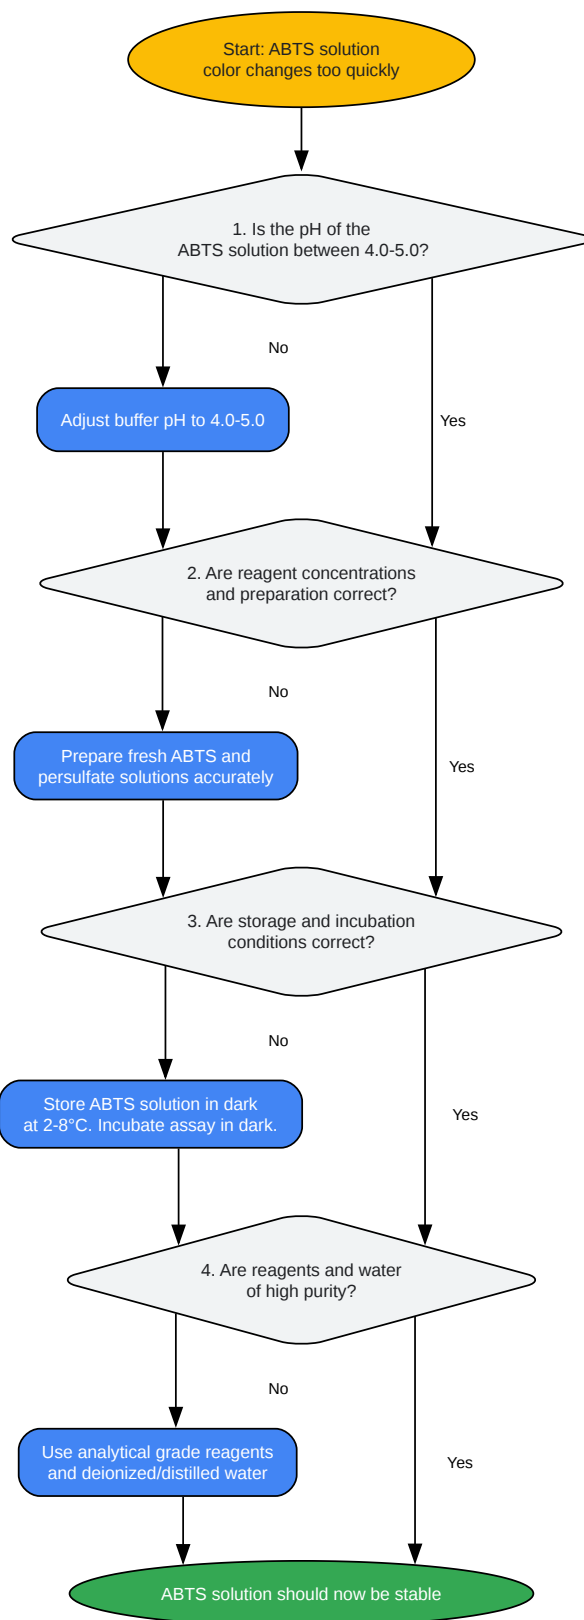 Start: ABTS solution
color changes too quickly
1. Is the pH of the
ABTS solution between 4.0-5.0?
No
Adjust buffer pH to 4.0-5.0
Yes
2. Are reagent concentrations
and preparation correct?
No
Prepare fresh ABTS and
persulfate solutions accurately
Yes
3. Are storage and incubation
conditions correct?
No
Store ABTS solution in dark
at 2-8°C. Incubate assay in dark.
Yes
4. Are reagents and water
of high purity?
No
Use analytical grade reagents
and deionized/distilled water
Yes
ABTS solution should now be stable